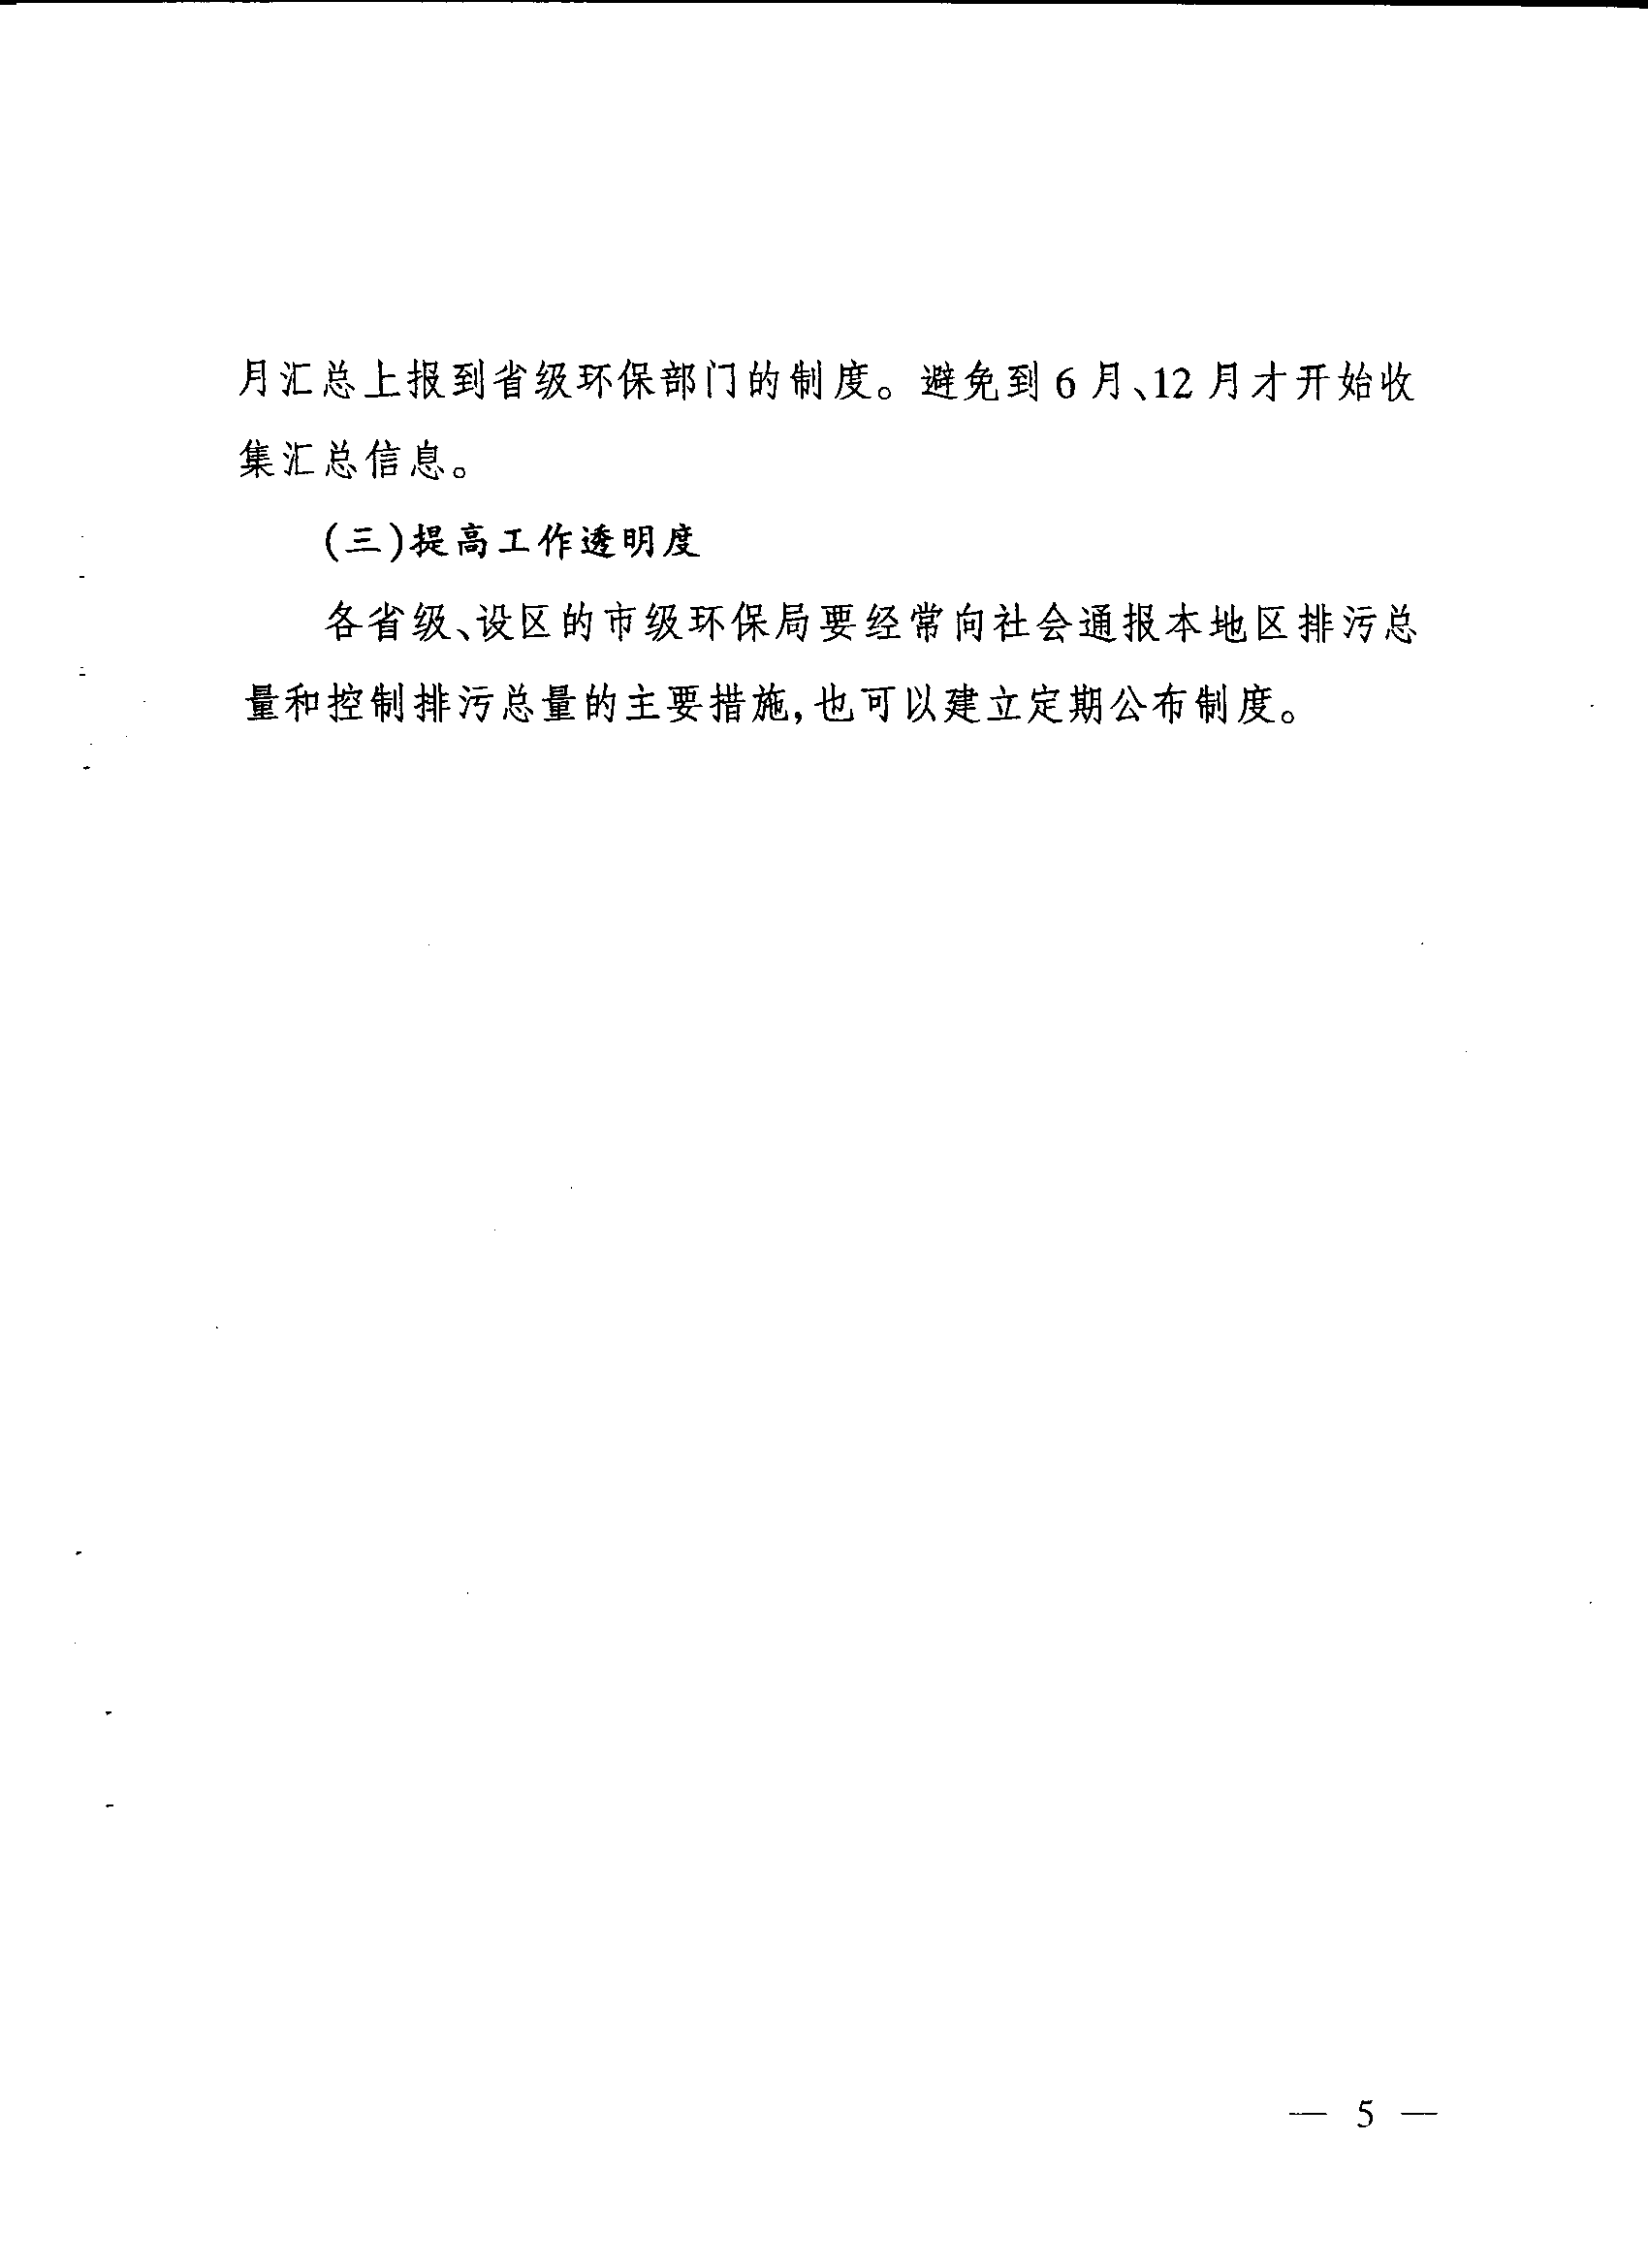 月汇总上报到省级环保部门的制度。避免到6月、12月才开始收
集汇总信息。
(三)提高工作透明度
各省级、设区的市级环保局要经常向社会通报本地区排污总
量和控制排污总量的主要措施,也可以建立定期公布制度。
— 5 —